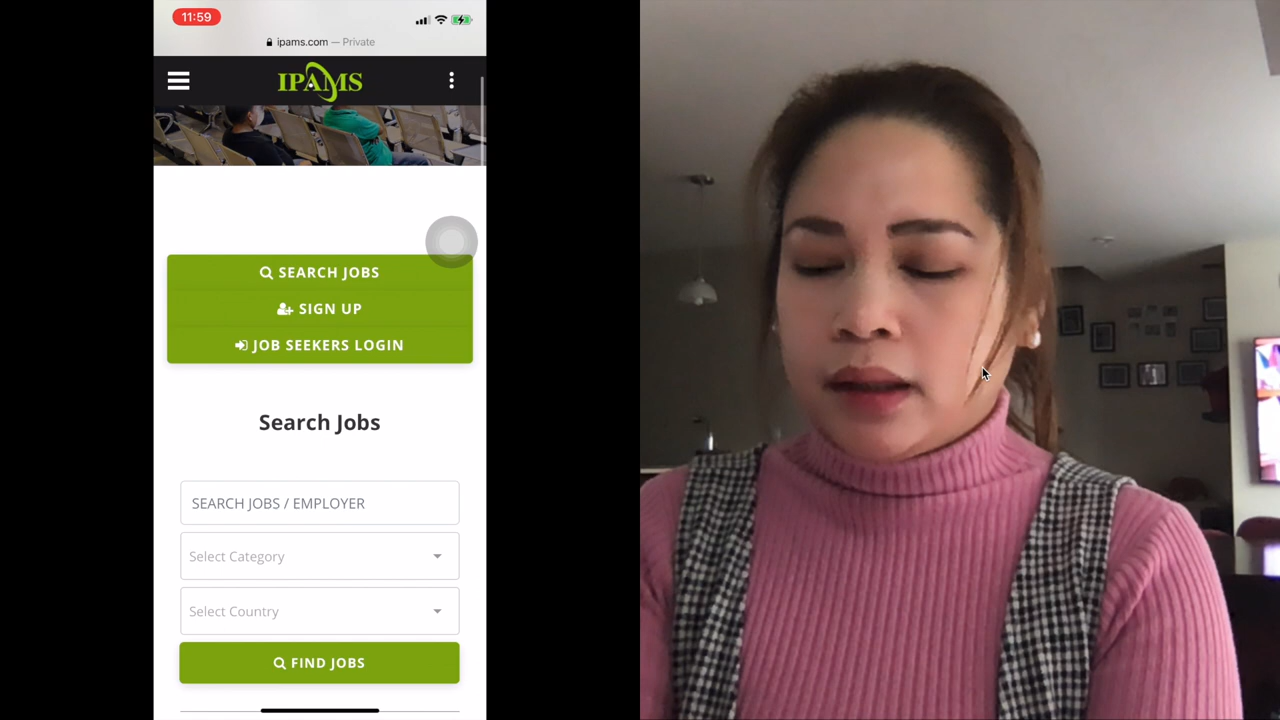 11:59
ipams.com — Private
IPAMS
SEARCH JOBS
SIGN UP
JOB SEEKERS LOGIN
Search Jobs
SEARCH JOBS / EMPLOYER
Select Category
Select Country
FIND JOBS